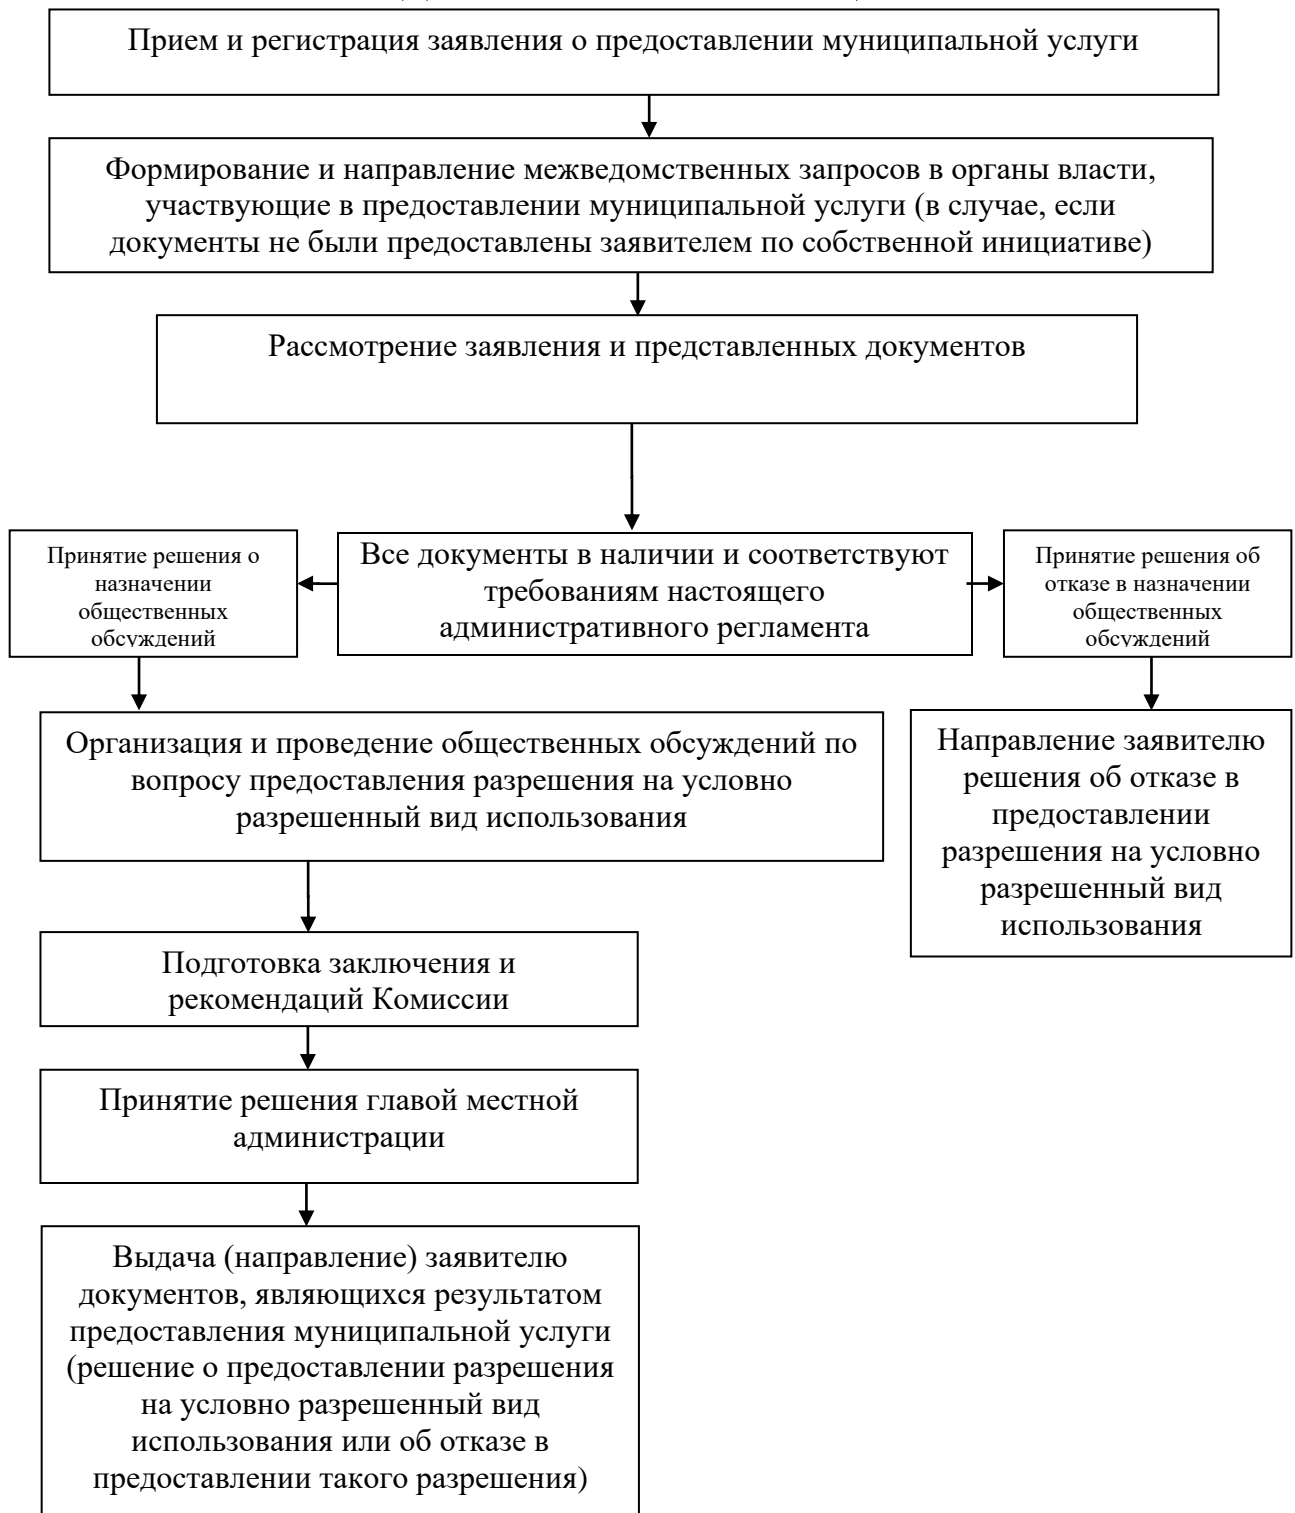 Прием и регистрация заявления о предоставлении муниципальной услуги
Формирование и направление межведомственных запросов в органы власти,
участвующие в предоставлении муниципальной услуги (в случае, если
документы не были предоставлены заявителем по собственной инициативе)
Рассмотрение заявления и представленных документов
Принятие решения о
назначении
общественных
обсуждений
Все документы в наличии и соответствуют
требованиям настоящего
административного регламента
Принятие решения об
отказе в назначении
общественных
обсуждений
Организация и проведение общественных обсуждений по
вопросу предоставления разрешения на условно
разрешенный вид использования
Направление заявителю
решения об отказе в
предоставлении
разрешения на условно
разрешенный вид
использования
Подготовка заключения и
рекомендаций Комиссии
Принятие решения главой местной
администрации
Выдача (направление) заявителю
документов, являющихся результатом
предоставления муниципальной услуги
(решение о предоставлении разрешения
на условно разрешенный вид
использования или об отказе в
предоставлении такого разрешения)